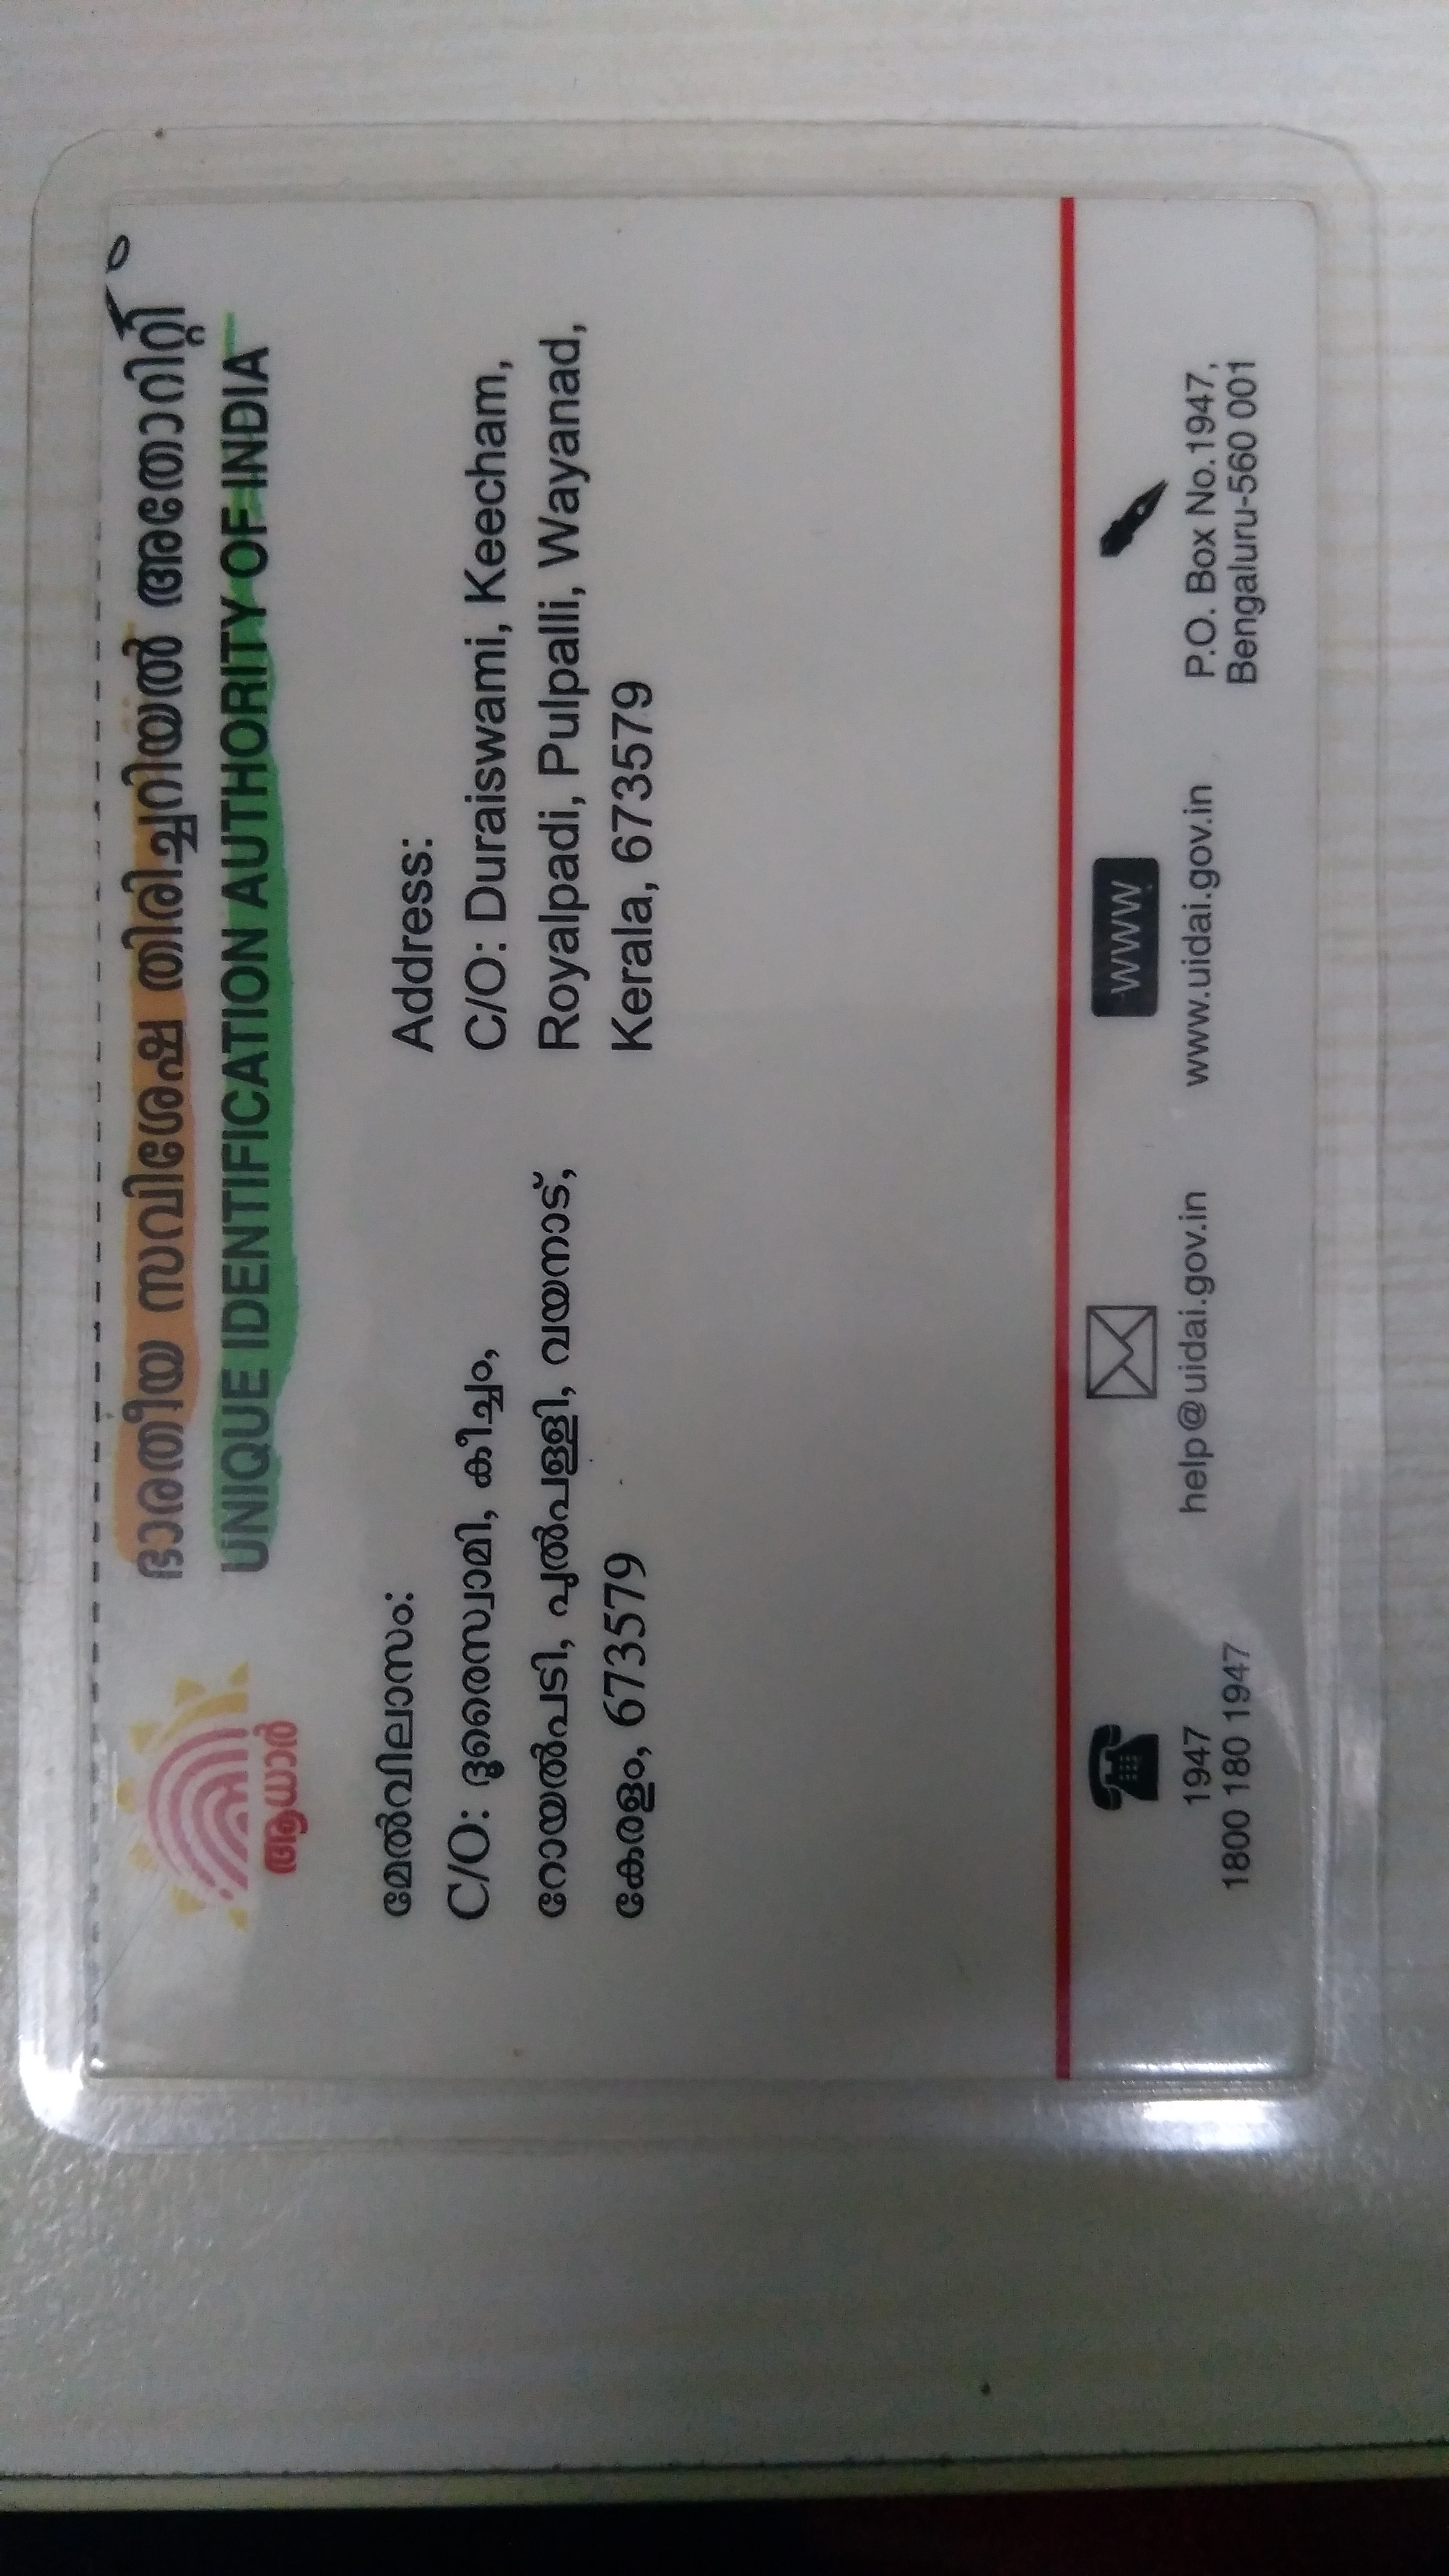 ഭാരതീയ സവിശേഷ തിരിച്ചറിയൽ അതോറിറ്റി
UNIQUE IDENTIFICATION AUTHORITY OF INDIA
ആധാർ
മേൽവിലാസം:
C/O: ദുരൈസ്വാമി, കീച്ചം,
റോയൽപടി, പുൽപള്ളി, വയനാട്,
കേരളം, 673579
Address:
C/O: Duraiswami, Keecham,
Royalpadi, Pulpalli, Wayanad,
Kerala, 673579
1947
1800 180 1947
help@uidai.gov.in
WWW
www.uidai.gov.in
P.O. Box No.1947,
Bengaluru-560 001